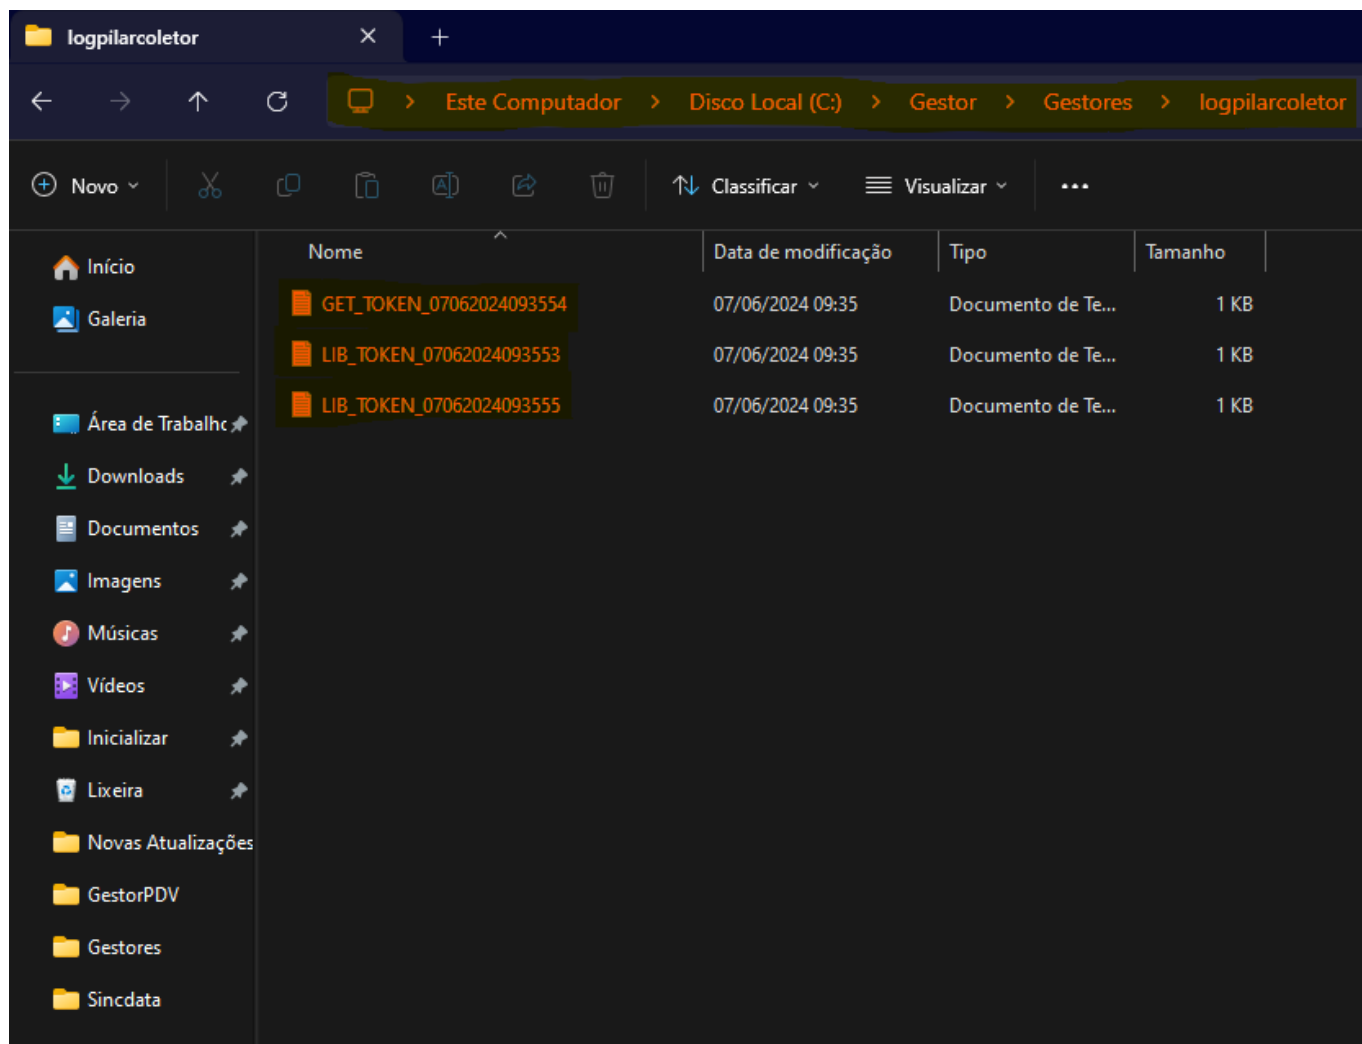 logpilarcoletor
Este Computador > Disco Local (C:) > Gestor > Gestores > logpilarcoletor
Novo Classificar Visualizar
Nome Data de modificação Tipo Tamanho
GET_TOKEN_07062024093554 07/06/2024 09:35 Documento de Te... 1 KB
LIB_TOKEN_07062024093553 07/06/2024 09:35 Documento de Te... 1 KB
LIB_TOKEN_07062024093555 07/06/2024 09:35 Documento de Te... 1 KB
Início
Galeria
Área de Trabalho
Downloads
Documentos
Imagens
Músicas
Vídeos
Inicializar
Lixeira
Novas Atualizações
GestorPDV
Gestores
Sincdata